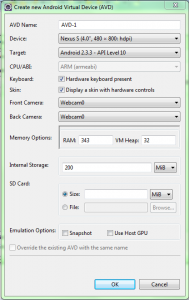 Create new Android Virtual Device (AVD)
AVD Name: AVD-1
Device: Nexus S (4.0", 480 × 800: hdpi)
Target: Android 2.3.3 - API Level 10
CPU/ABI: ARM (armeabi)
Keyboard: Hardware keyboard present
Skin: Display a skin with hardware controls
Front Camera: Webcam0
Back Camera: Webcam0
Memory Options: RAM: 343 VM Heap: 32
Internal Storage: 200 MiB
SD Card:
Size: MiB
File: Browse...
Emulation Options: Snapshot Use Host GPU
Override the existing AVD with the same name
OK Cancel